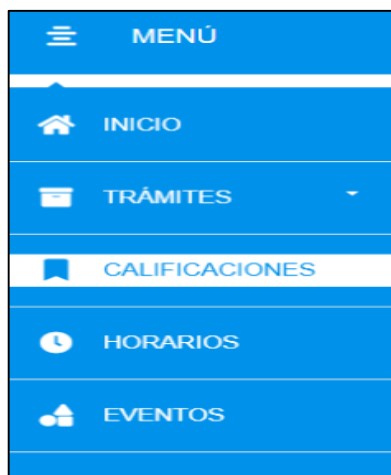 MENÚ
INICIO
TRÁMITES
CALIFICACIONES
HORARIOS
EVENTOS